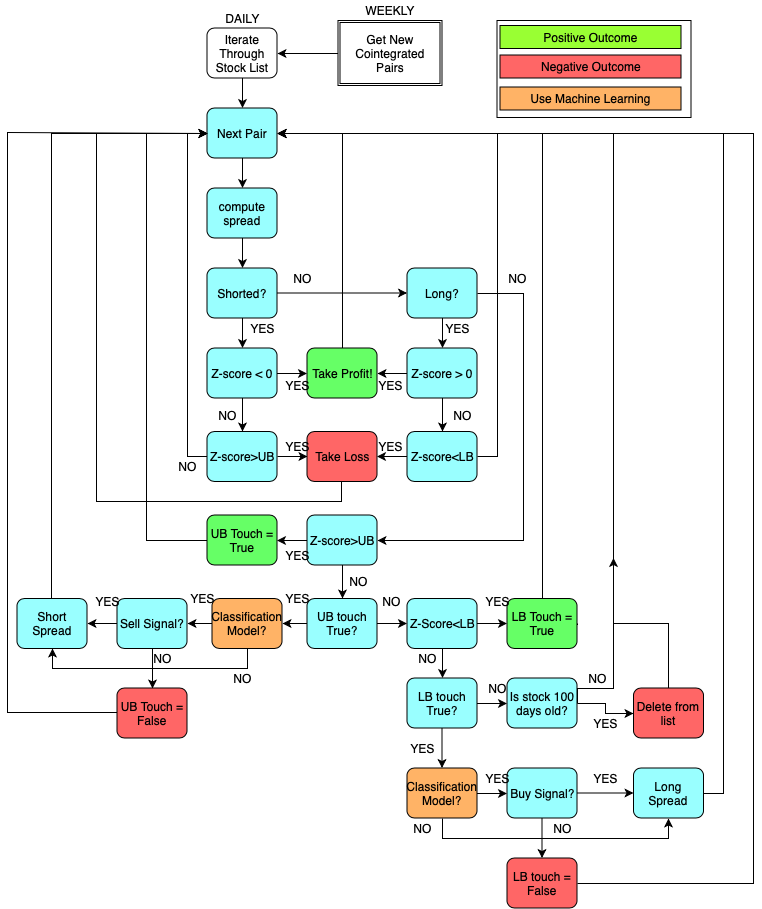 DAILY
WEEKLY
Iterate
Through
Stock List
Get New
Cointegrated
Pairs
Positive Outcome
Negative Outcome
Use Machine Learning
Next Pair
compute
spread
Shorted?
NO
Long?
NO
YES
YES
Z-score < 0
YES
Take Profit!
YES
Z-score > 0
NO
NO
Z-score>UB
YES
Take Loss
YES
Z-score<LB
NO
UB Touch =
True
YES
Z-score>UB
NO
Short
Spread
YES
Sell Signal?
YES
Classification
Model?
YES
UB touch
True?
NO
Z-Score<LB
YES
LB Touch =
True
NO
NO
NO
UB Touch =
False
LB touch
True?
NO
Is stock 100
days old?
NO
YES
Delete from
list
YES
Classification
Model?
YES
Buy Signal?
YES
Long
Spread
NO
NO
LB touch =
False